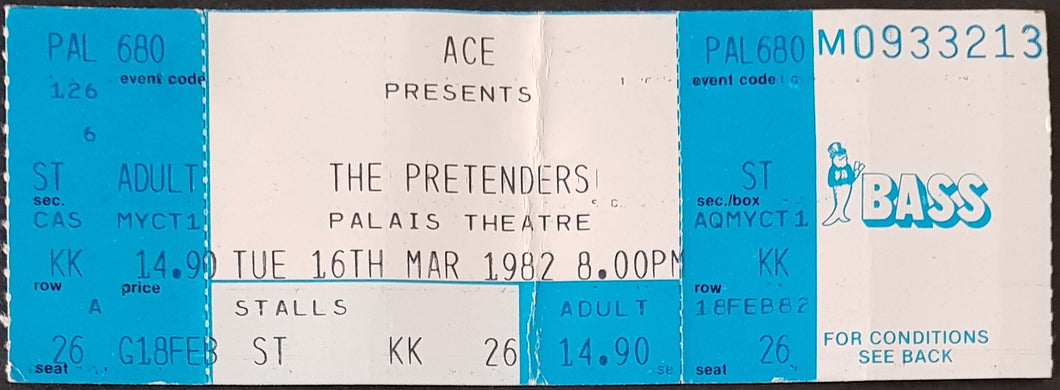 PAL 680
event code
126
6
ST ADULT
sec.
CAS MYCT1
KK 14.90
row price
A
26 G18FEB
seat
ACE
PRESENTS
THE PRETENDERS
PALAIS THEATRE
TUE 16TH MAR 1982 8.00PM
STALLS ADULT
ST KK 26 14.90
PAL680
event code
ST
sec./box
AQMYCT1
KK
row
18FEB82
26
seat
M0933213
BASS
FOR CONDITIONS
SEE BACK